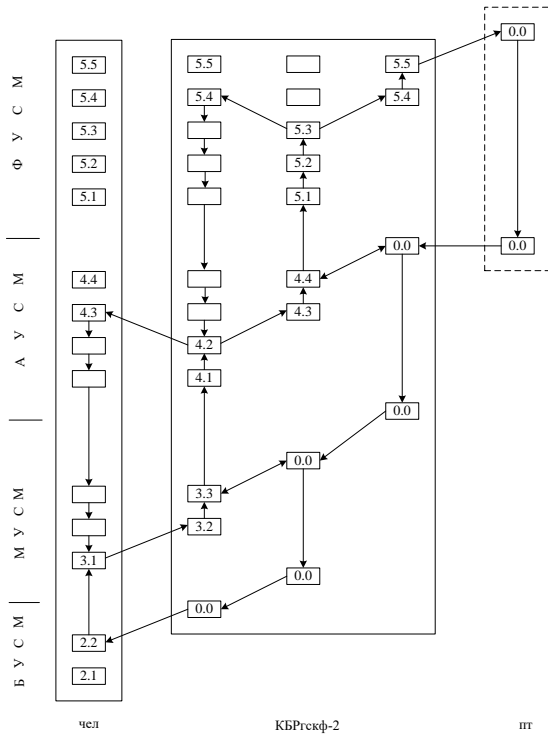 0.0
5.5 5.5 5.5
5.4 5.4 5.4
5.3 5.3
5.2 5.2
5.1 5.1
Ф У С М
0.0 0.0
4.4 4.4
4.3 4.3
4.2
4.1
А У С М
0.0
0.0
3.3
3.2
3.1
М У С М
0.0
0.0
2.2
2.1
Б У С М
чел КБРгскф-2 пт